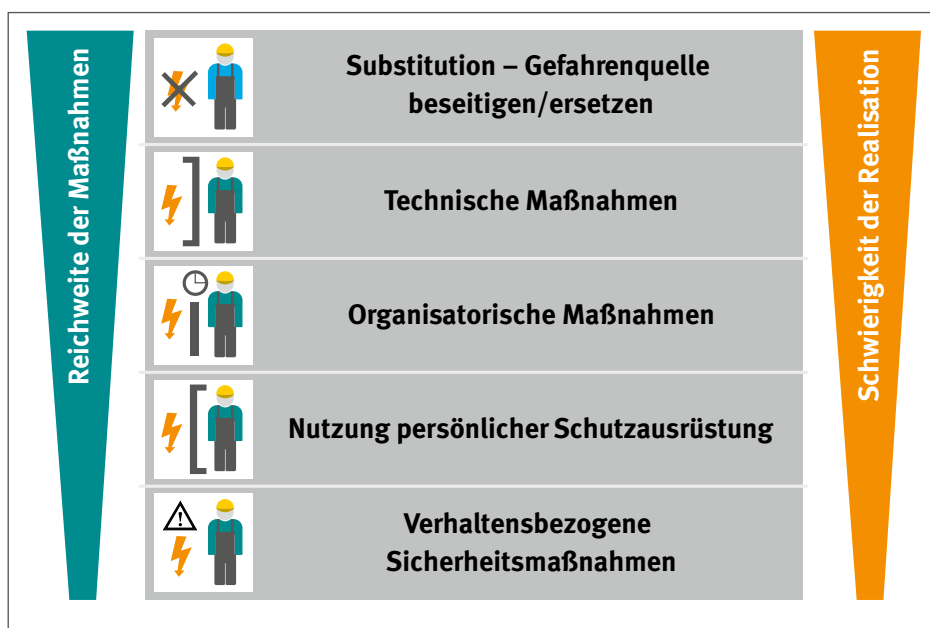 Reichweite der Maßnahmen
Substitution – Gefahrenquelle
beseitigen/ersetzen
Technische Maßnahmen
Organisatorische Maßnahmen
Nutzung persönlicher Schutzausrüstung
Verhaltensbezogene
Sicherheitsmaßnahmen
Schwierigkeit der Realisation